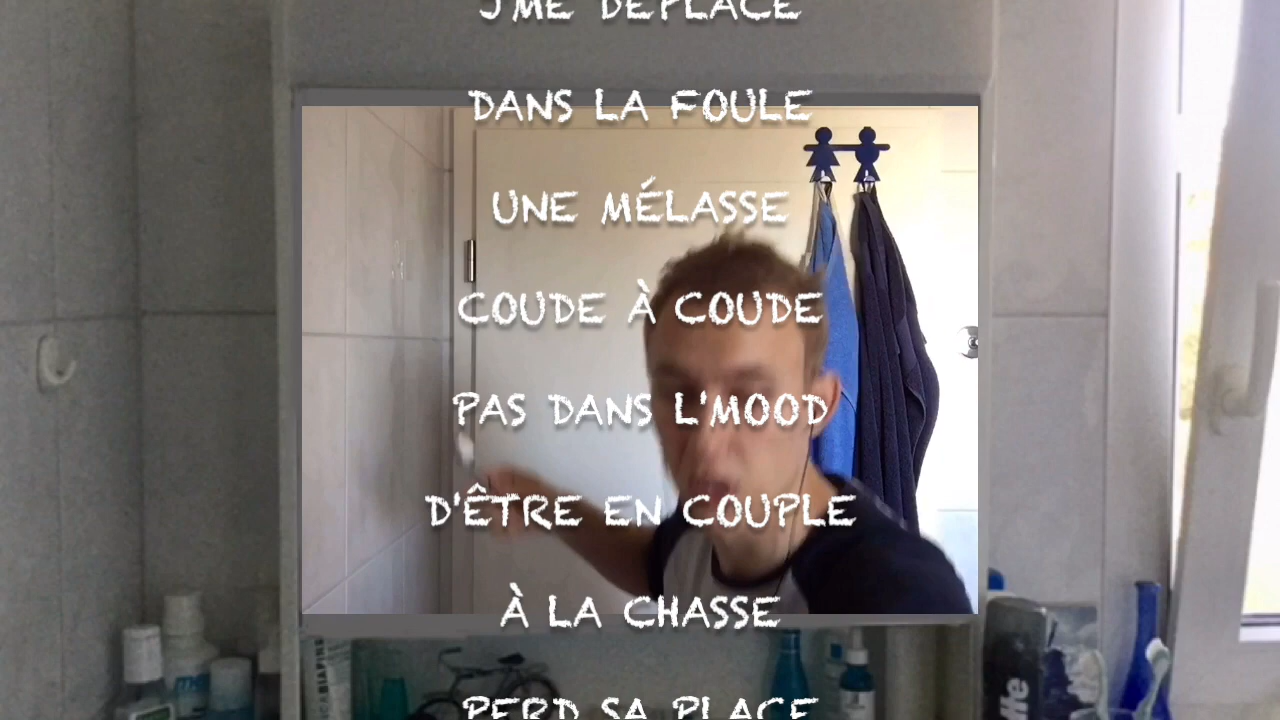 J'ME DÉPLACE
DANS LA FOULE
UNE MÉLASSE
COUDE À COUDE
PAS DANS L'MOOD
D'ÊTRE EN COUPLE
À LA CHASSE
PERD SA PLACE